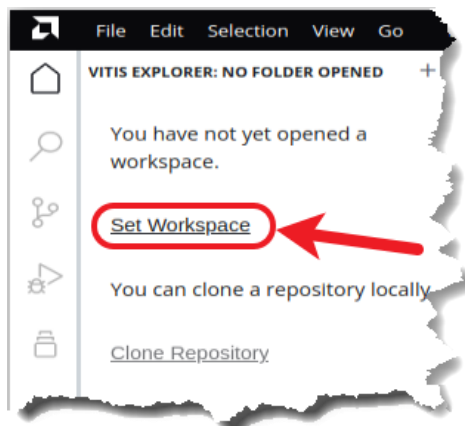 File Edit Selection View Go
VITIS EXPLORER: NO FOLDER OPENED +
You have not yet opened a
workspace.
Set Workspace
You can clone a repository locally
Clone Repository